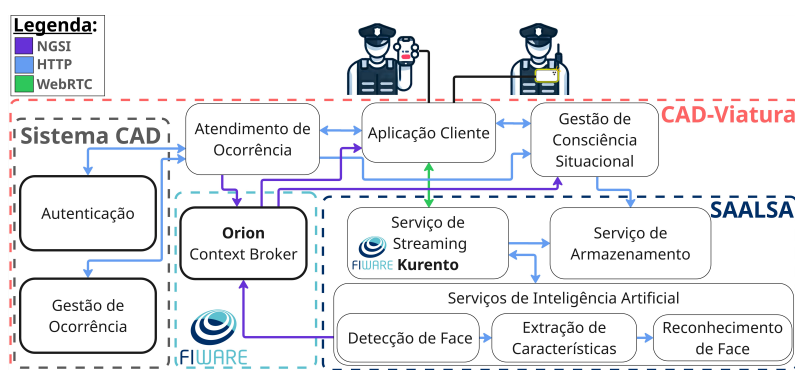 Legenda:
NGSI
HTTP
WebRTC
CAD-Viatura
Sistema CAD
Atendimento de
Ocorrência
Aplicação Cliente
Gestão de
Consciência
Situacional
Autenticação
Gestão de
Ocorrência
Orion
Context Broker
FIWARE
SAALSA
Serviço de
Streaming
FIWARE Kurento
Serviço de
Armazenamento
Serviços de Inteligência Artificial
Detecção de Face
Extração de
Características
Reconhecimento
de Face